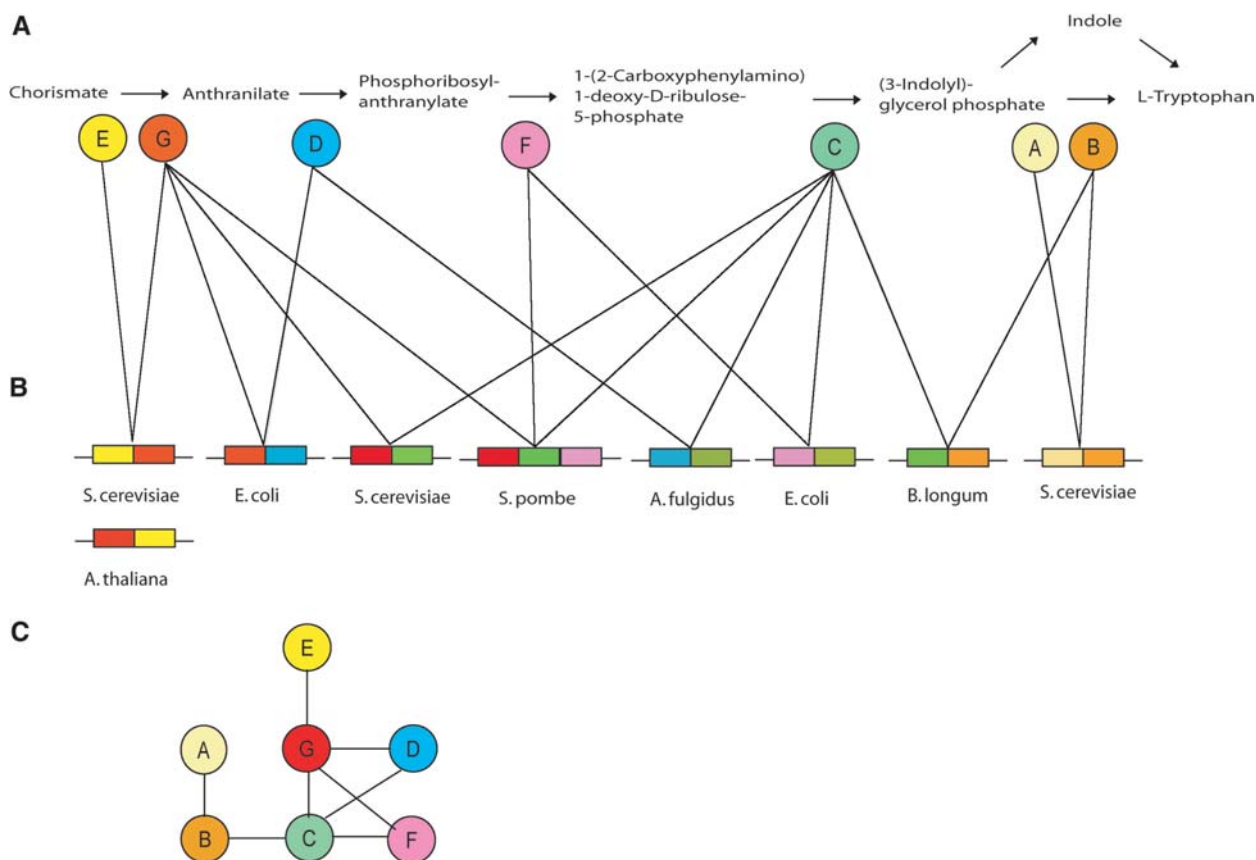 A
Indole
Chorismate
Anthranilate
Phosphoribosyl-
anthranylate
1-(2-Carboxyphenylamino)
1-deoxy-D-ribulose-
5-phosphate
(3-Indolyl)-
glycerol phosphate
L-Tryptophan
E
G
D
F
C
A
B
B
S.cerevisiae
E.coli
S.cerevisiae
S.pombe
A.fulgidus
E.coli
B.longum
S.cerevisiae
A.thaliana
C
E
A
G
D
B
C
F